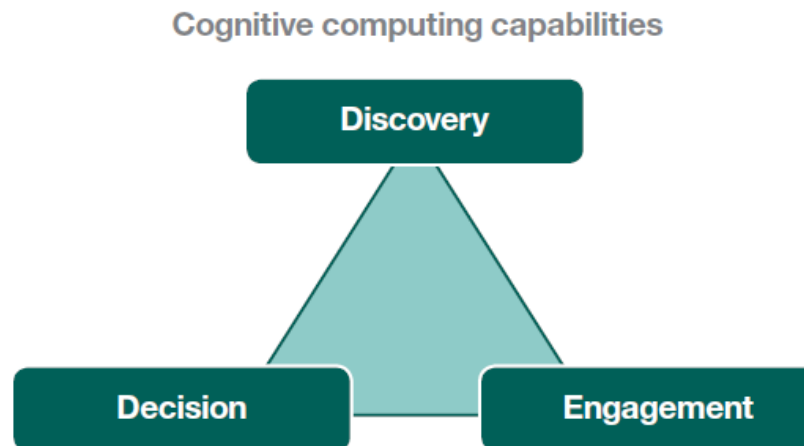 Cognitive computing capabilities
Discovery
Decision
Engagement